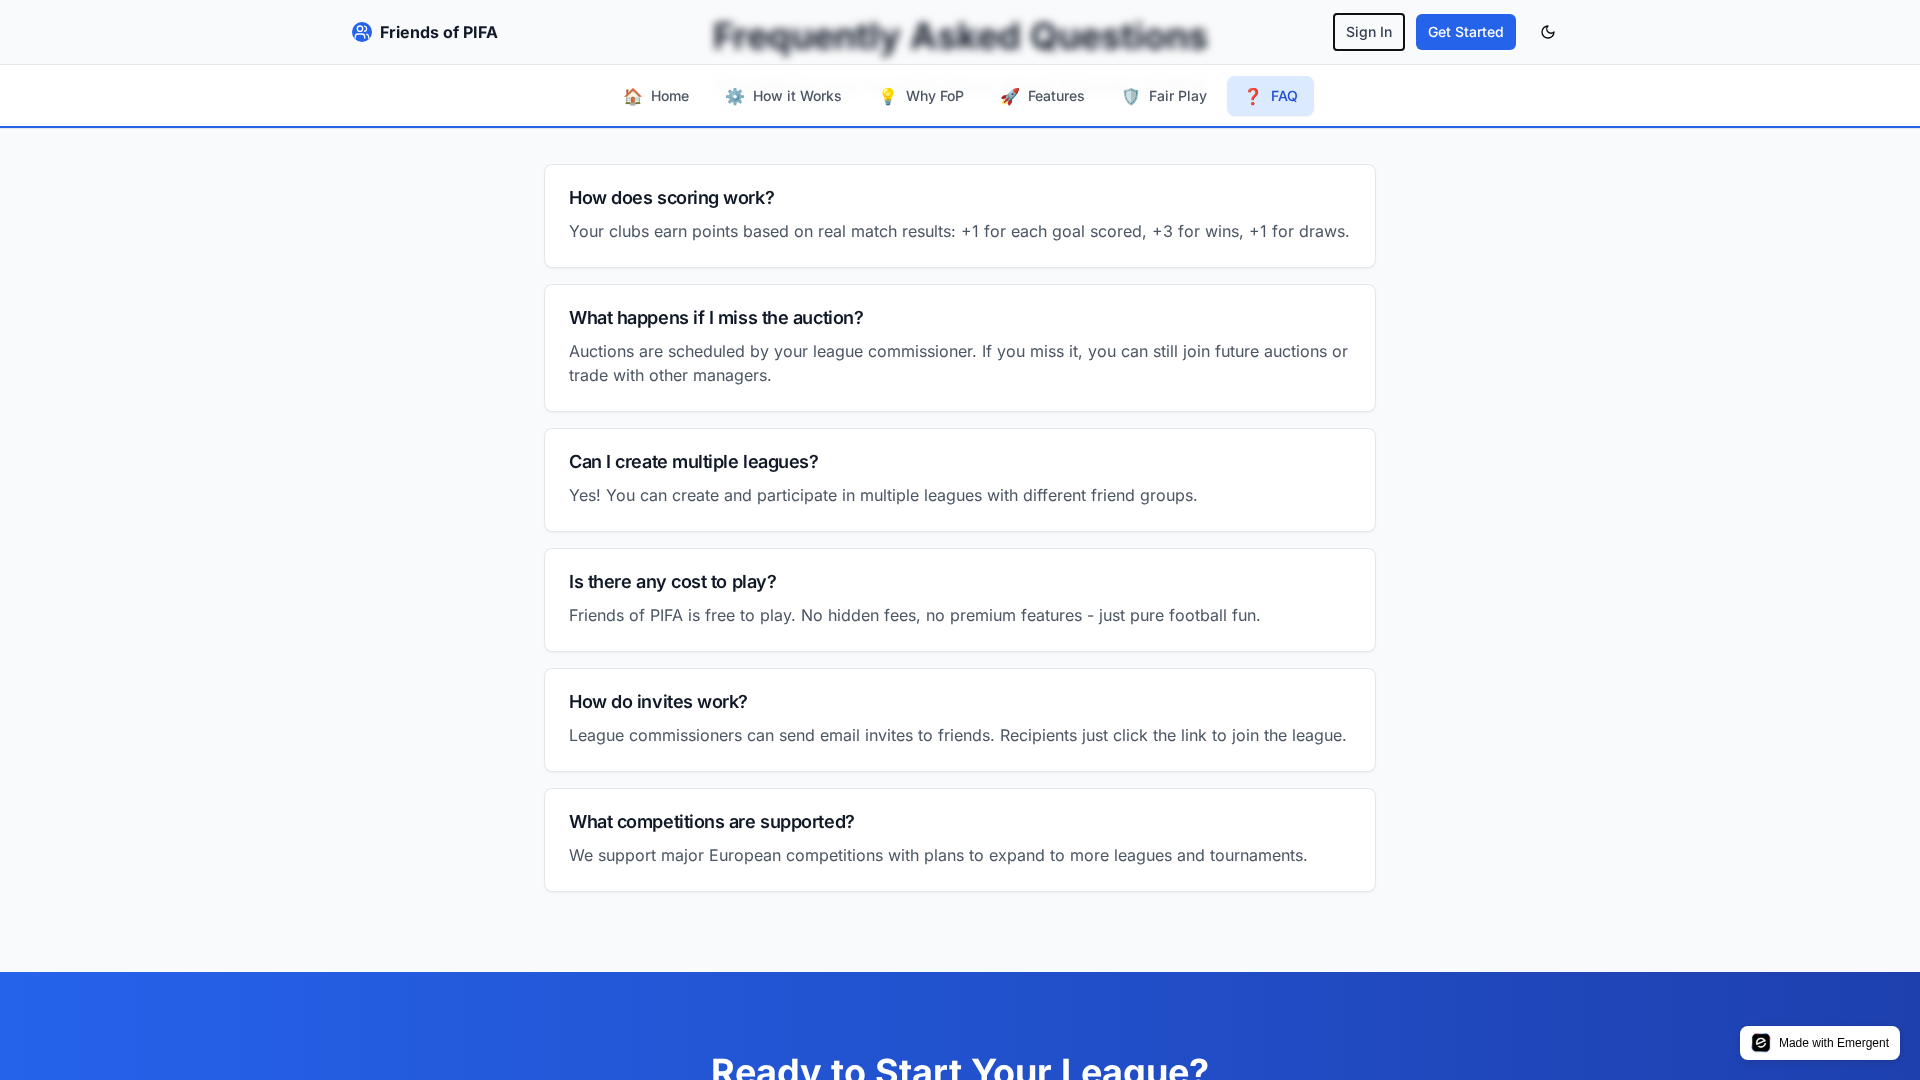 Friends of PIFA
Frequently Asked Questions
Sign In
Get Started
Home
How it Works
Why FoP
Features
Fair Play
FAQ
How does scoring work?
Your clubs earn points based on real match results: +1 for each goal scored, +3 for wins, +1 for draws.
What happens if I miss the auction?
Auctions are scheduled by your league commissioner. If you miss it, you can still join future auctions or
trade with other managers.
Can I create multiple leagues?
Yes! You can create and participate in multiple leagues with different friend groups.
Is there any cost to play?
Friends of PIFA is free to play. No hidden fees, no premium features - just pure football fun.
How do invites work?
League commissioners can send email invites to friends. Recipients just click the link to join the league.
What competitions are supported?
We support major European competitions with plans to expand to more leagues and tournaments.
Ready to Start Your League?
Made with Emergent